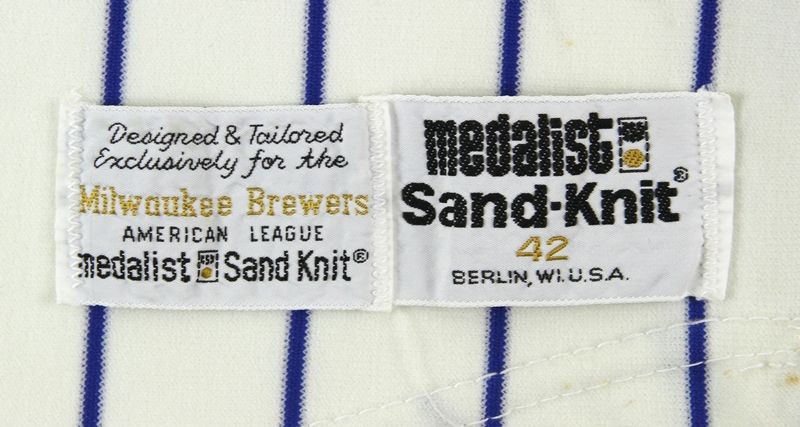 Designed & Tailored
Exclusively for the
Milwaukee Brewers
AMERICAN LEAGUE
medalist Sand Knit®
medalist
Sand-Knit®
42
BERLIN, WI. U.S.A.